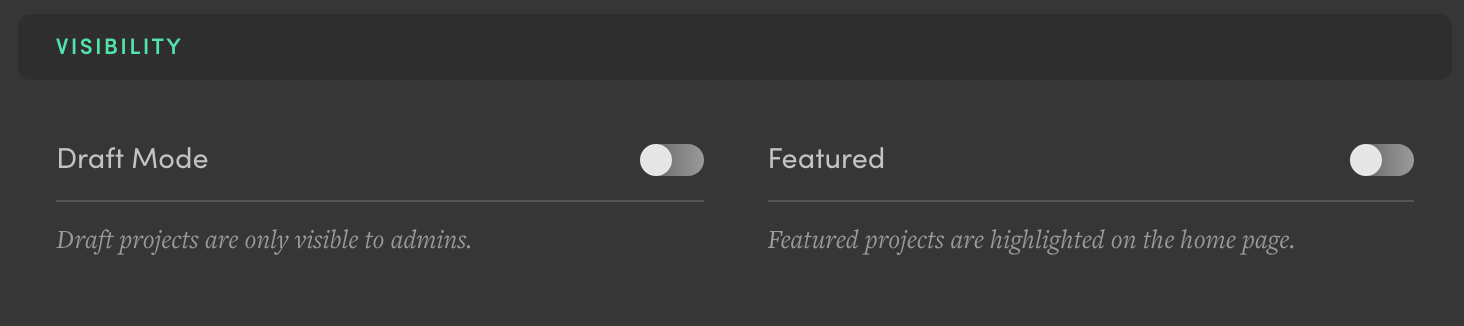 VISIBILITY
Draft Mode
Featured
Draft projects are only visible to admins.
Featured projects are highlighted on the home page.